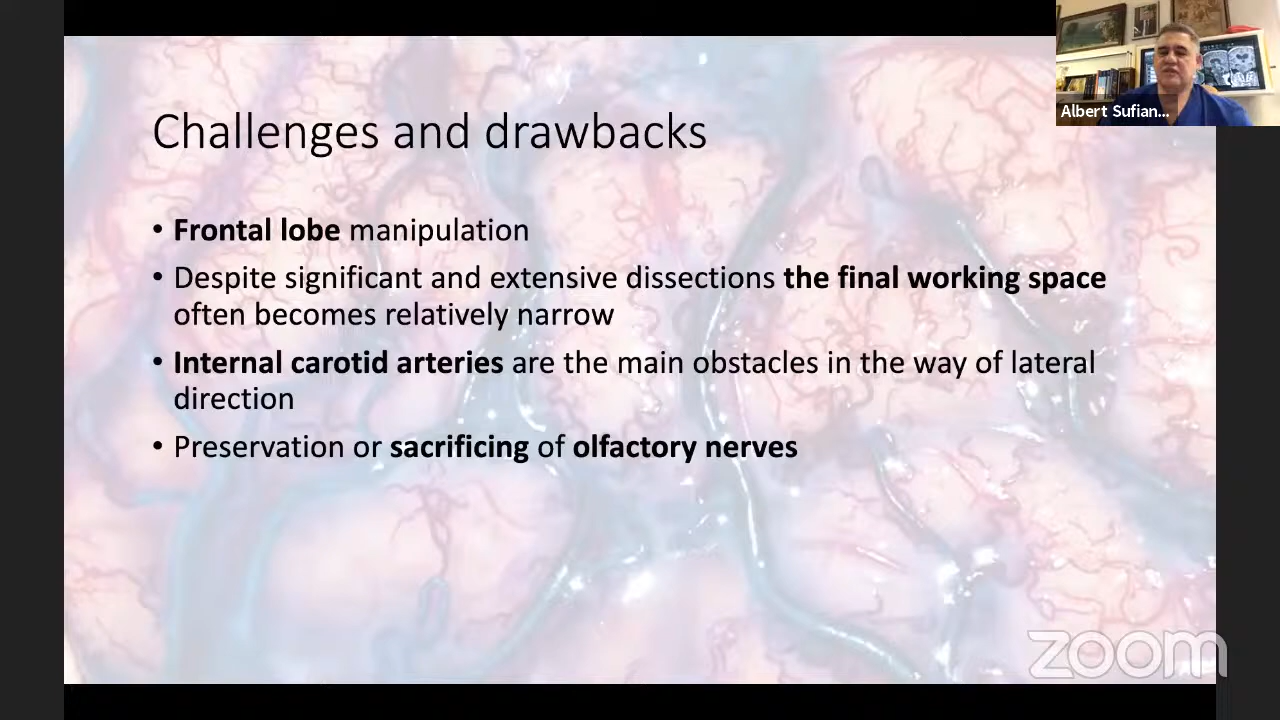 Albert Sufian...
Challenges and drawbacks
• Frontal lobe manipulation
• Despite significant and extensive dissections the final working space
often becomes relatively narrow
• Internal carotid arteries are the main obstacles in the way of lateral
direction
• Preservation or sacrificing of olfactory nerves
zoom